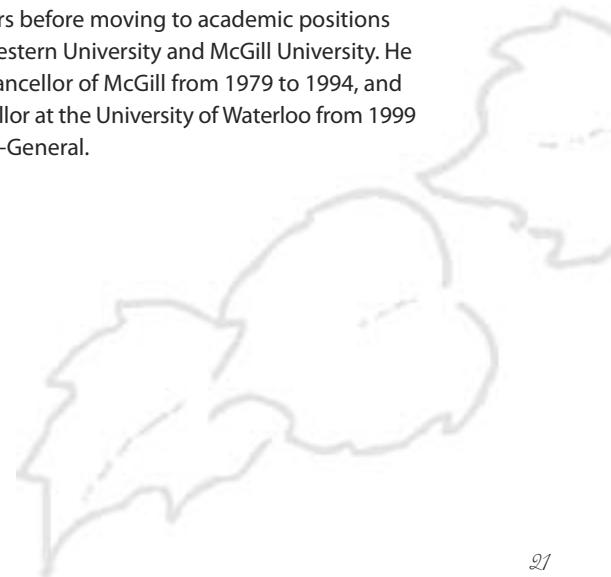 rs before moving to academic positions
estern University and McGill University. He
ancellor of McGill from 1979 to 1994, and
llor at the University of Waterloo from 1999
-General.
21